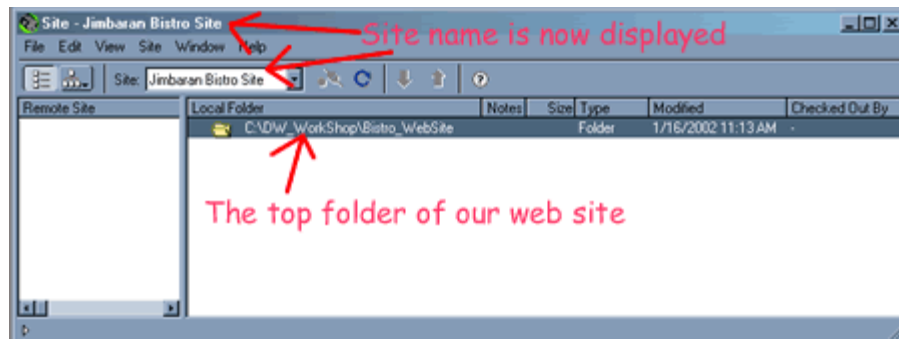 Site - Jimbaran Bistro Site
Site name is now displayed
File Edit View Site Window Help
Site: Jimbaran Bistro Site
Remote Site Local Folder Notes Size Type Modified Checked Out By
C:\DW_WorkShop\Bistro_WebSite Folder 1/16/2002 11:13 AM -
The top folder of our web site